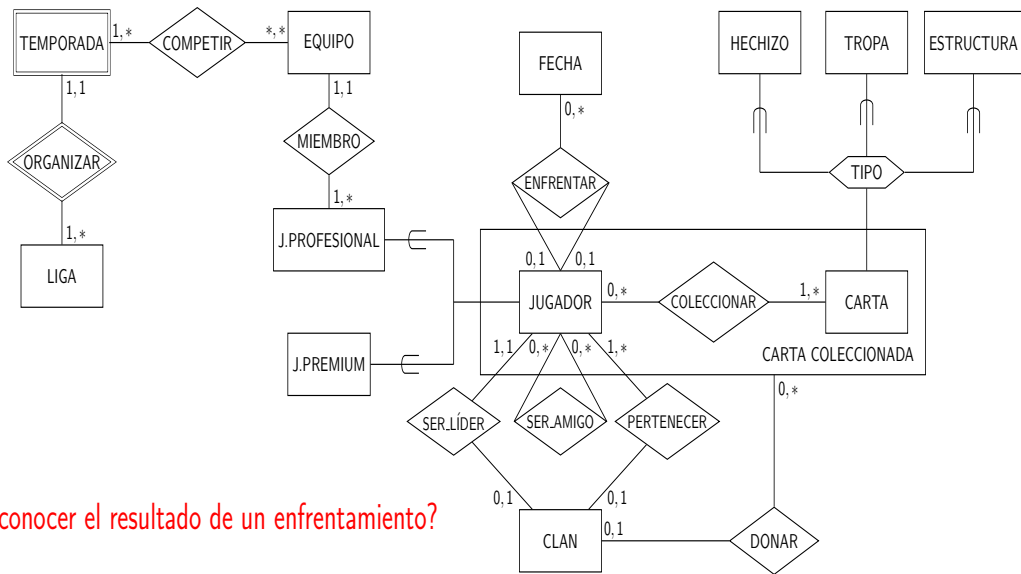 TEMPORADA
1,∗
COMPETIR
∗,∗
EQUIPO
FECHA
HECHIZO
TROPA
ESTRUCTURA
1,1
1,1
0,∗
ORGANIZAR
MIEMBRO
ENFRENTAR
TIPO
1,∗
1,∗
LIGA
J.PROFESIONAL
0,1
0,1
JUGADOR
0,∗
COLECCIONAR
1,∗
CARTA
J.PREMIUM
1,1
0,∗
0,∗
1,∗
CARTA COLECCIONADA
0,∗
SER_LÍDER
SER_AMIGO
PERTENECER
0,1
0,1
conocer el resultado de un enfrentamiento?
CLAN
0,1
DONAR